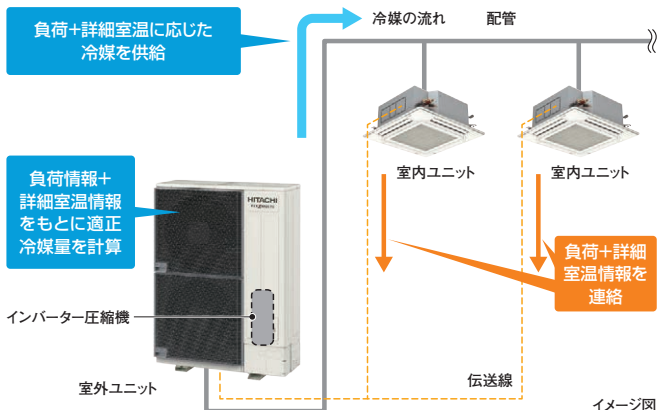 負荷+詳細室温に応じた
冷媒を供給
冷媒の流れ
配管
室内ユニット
室内ユニット
負荷情報+
詳細室温情報
をもとに適正
冷媒量を計算
HITACHI
負荷+詳細
室温情報を
連絡
インバーター圧縮機
伝送線
室外ユニット
イメージ図